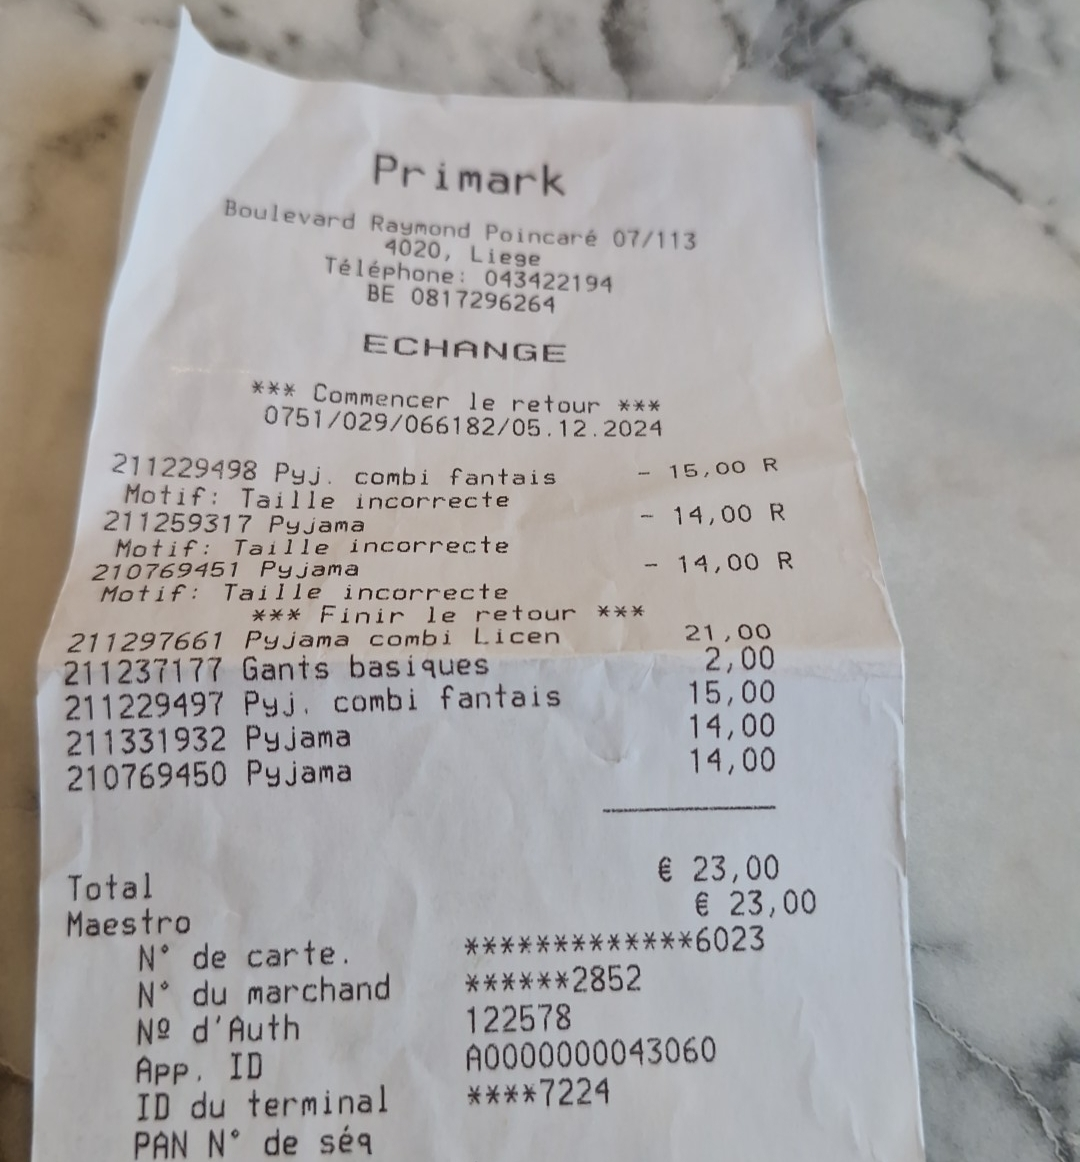 Primark
Boulevard Raymond Poincaré 07/113
4020, Liege
Téléphone: 043422194
BE 0817296264
ECHANGE
*** Commencer le retour ***
0751/029/066182/05.12.2024
211229498 Pyj. combi fantais - 15,00 R
Motif: Taille incorrecte
211259317 Pyjama - 14,00 R
Motif: Taille incorrecte
210769451 Pyjama - 14,00 R
Motif: Taille incorrecte
*** Finir le retour ***
211297661 Pyjama combi Licen 21,00
211237177 Gants basiques 2,00
211229497 Pyj. combi fantais 15,00
211331932 Pyjama 14,00
210769450 Pyjama 14,00
Total € 23,00
Maestro € 23,00
N° de carte. *************6023
N° du marchand ******2852
Nº d'Auth 122578
App. ID A0000000043060
ID du terminal ****7224
PAN N° de séq